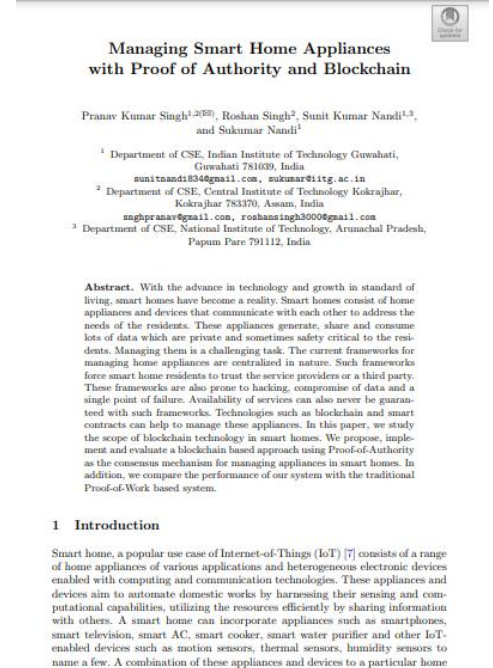 Check for
updates
Managing Smart Home Appliances
with Proof of Authority and Blockchain
Pranav Kumar Singh1,2(✉), Roshan Singh2, Sunit Kumar Nandi1,3,
and Sukumar Nandi1
1 Department of CSE, Indian Institute of Technology Guwahati,
Guwahati 781039, India
sunitnandi834@gmail.com, sukumar@iitg.ac.in
2 Department of CSE, Central Institute of Technology Kokrajhar,
Kokrajhar 783370, Assam, India
snghpranav@gmail.com, roshansingh3000@gmail.com
3 Department of CSE, National Institute of Technology, Arunachal Pradesh,
Papum Pare 791112, India
Abstract. With the advance in technology and growth in standard of
living, smart homes have become a reality. Smart homes consist of home
appliances and devices that communicate with each other to address the
needs of the residents. These appliances generate, share and consume
lots of data which are private and sometimes safety critical to the resi-
dents. Managing them is a challenging task. The current frameworks for
managing home appliances are centralized in nature. Such frameworks
force smart home residents to trust the service providers or a third party.
These frameworks are also prone to hacking, compromise of data and a
single point of failure. Availability of services can also never be guaran-
teed with such frameworks. Technologies such as blockchain and smart
contracts can help to manage these appliances. In this paper, we study
the scope of blockchain technology in smart homes. We propose, imple-
ment and evaluate a blockchain based approach using Proof-of-Authority
as the consensus mechanism for managing appliances in smart homes. In
addition, we compare the performance of our system with the traditional
Proof-of-Work based system.
1 Introduction
Smart home, a popular use case of Internet-of-Things (IoT) [7] consists of a range
of home appliances of various applications and heterogeneous electronic devices
enabled with computing and communication technologies. These appliances and
devices aim to automate domestic works by harnessing their sensing and com-
putational capabilities, utilizing the resources efficiently by sharing information
with others. A smart home can incorporate appliances such as smartphones,
smart television, smart AC, smart cooker, smart water purifier and other IoT-
enabled devices such as motion sensors, thermal sensors, humidity sensors to
name a few. A combination of these appliances and devices to a particular home